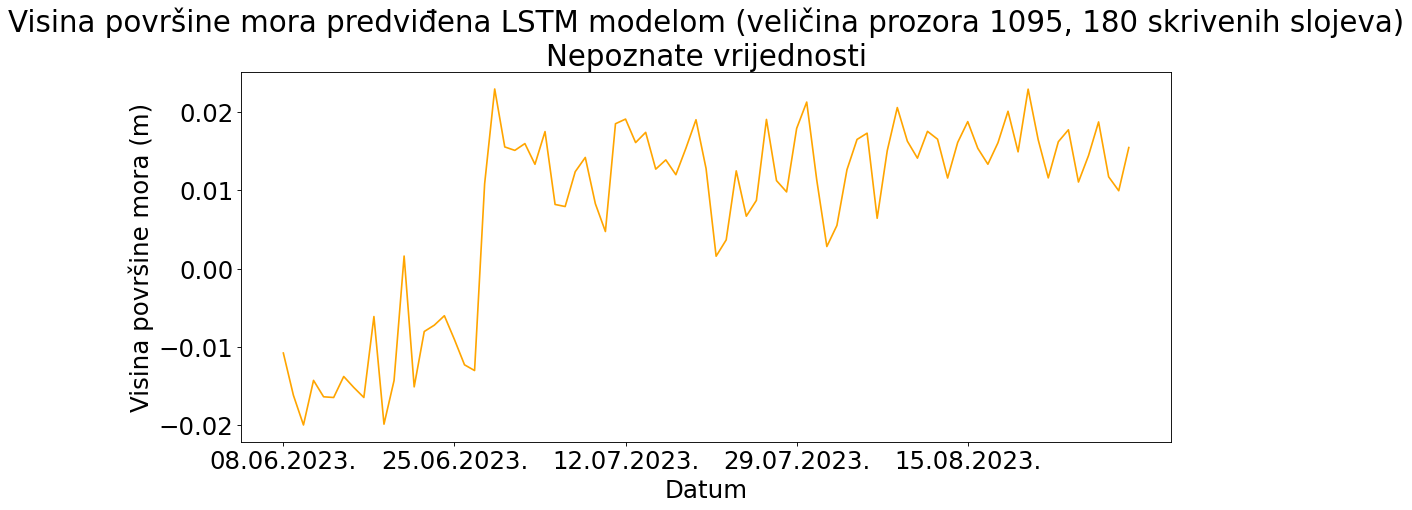 Visina površine mora predviđena LSTM modelom (veličina prozora 1095, 180 skrivenih slojeva)
Nepoznate vrijednosti
Visina površine mora (m)
0.02
0.01
0.00
−0.01
−0.02
08.06.2023. 25.06.2023. 12.07.2023. 29.07.2023. 15.08.2023.
Datum